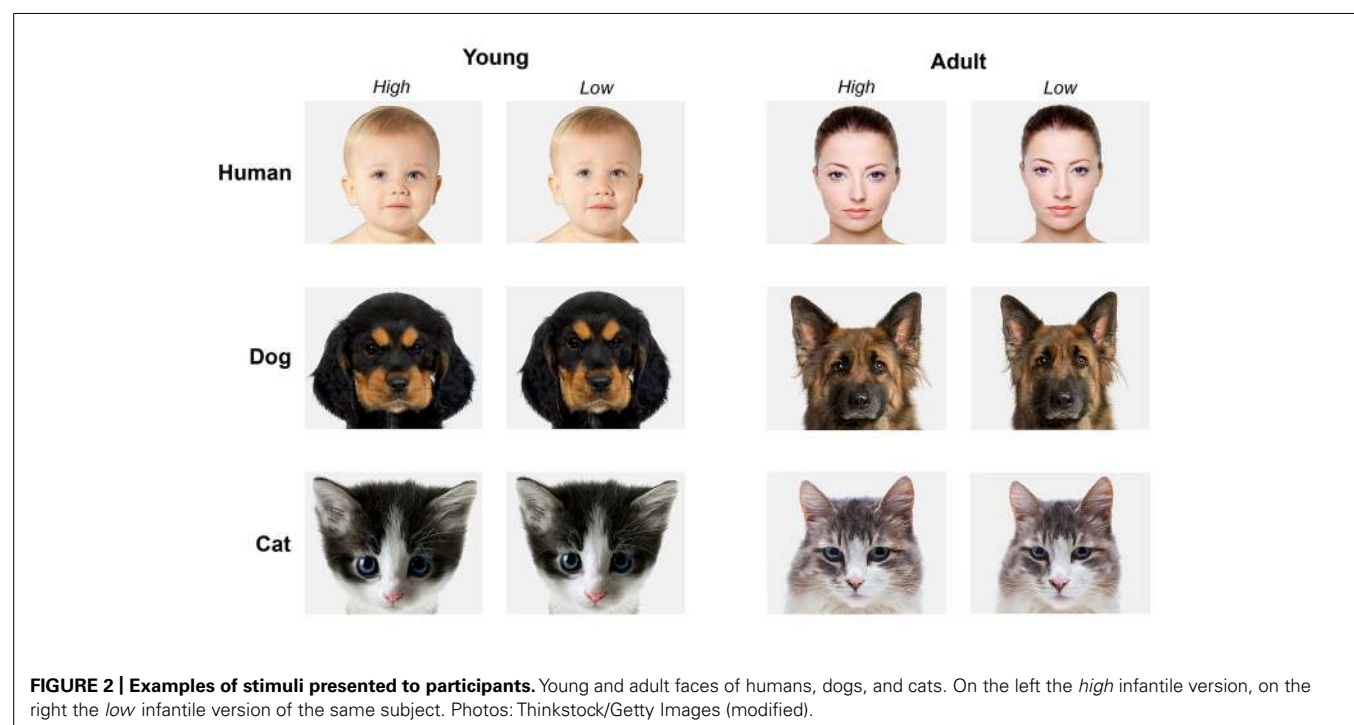 Young Adult
High Low High Low
Human
Dog
Cat
FIGURE 2 | Examples of stimuli presented to participants. Young and adult faces of humans, dogs, and cats. On the left the high infantile version, on the
right the low infantile version of the same subject. Photos: Thinkstock/Getty Images (modified).